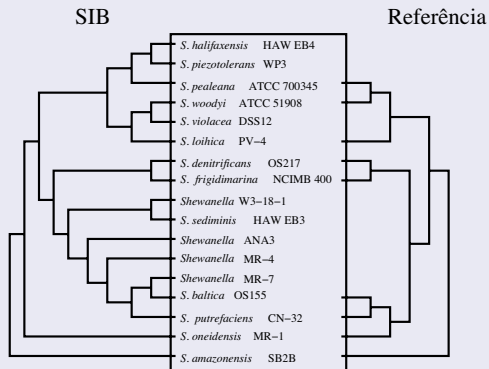 SIB Referência
S. halifaxensis HAW EB4
S. piezotolerans WP3
S. pealeana ATCC 700345
S. woodyi ATCC 51908
S. violacea DSS12
S. loihica PV−4
S. denitrificans OS217
S. frigidimarina NCIMB 400
Shewanella W3−18−1
S. sediminis HAW EB3
Shewanella ANA3
Shewanella MR−4
Shewanella MR−7
S. baltica OS155
S. putrefaciens CN−32
S. oneidensis MR−1
S. amazonensis SB2B